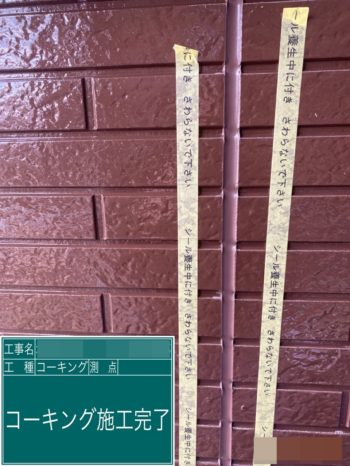 に付き さわらないで下さい
シール養生中に付き さわらないで下さい
シール養生中に付き
ール養生中に付き さわらないで下さい
シール養生中に付き さわらないで下さい
シ
工事名
工 種 コーキング 測 点
コーキング施工完了